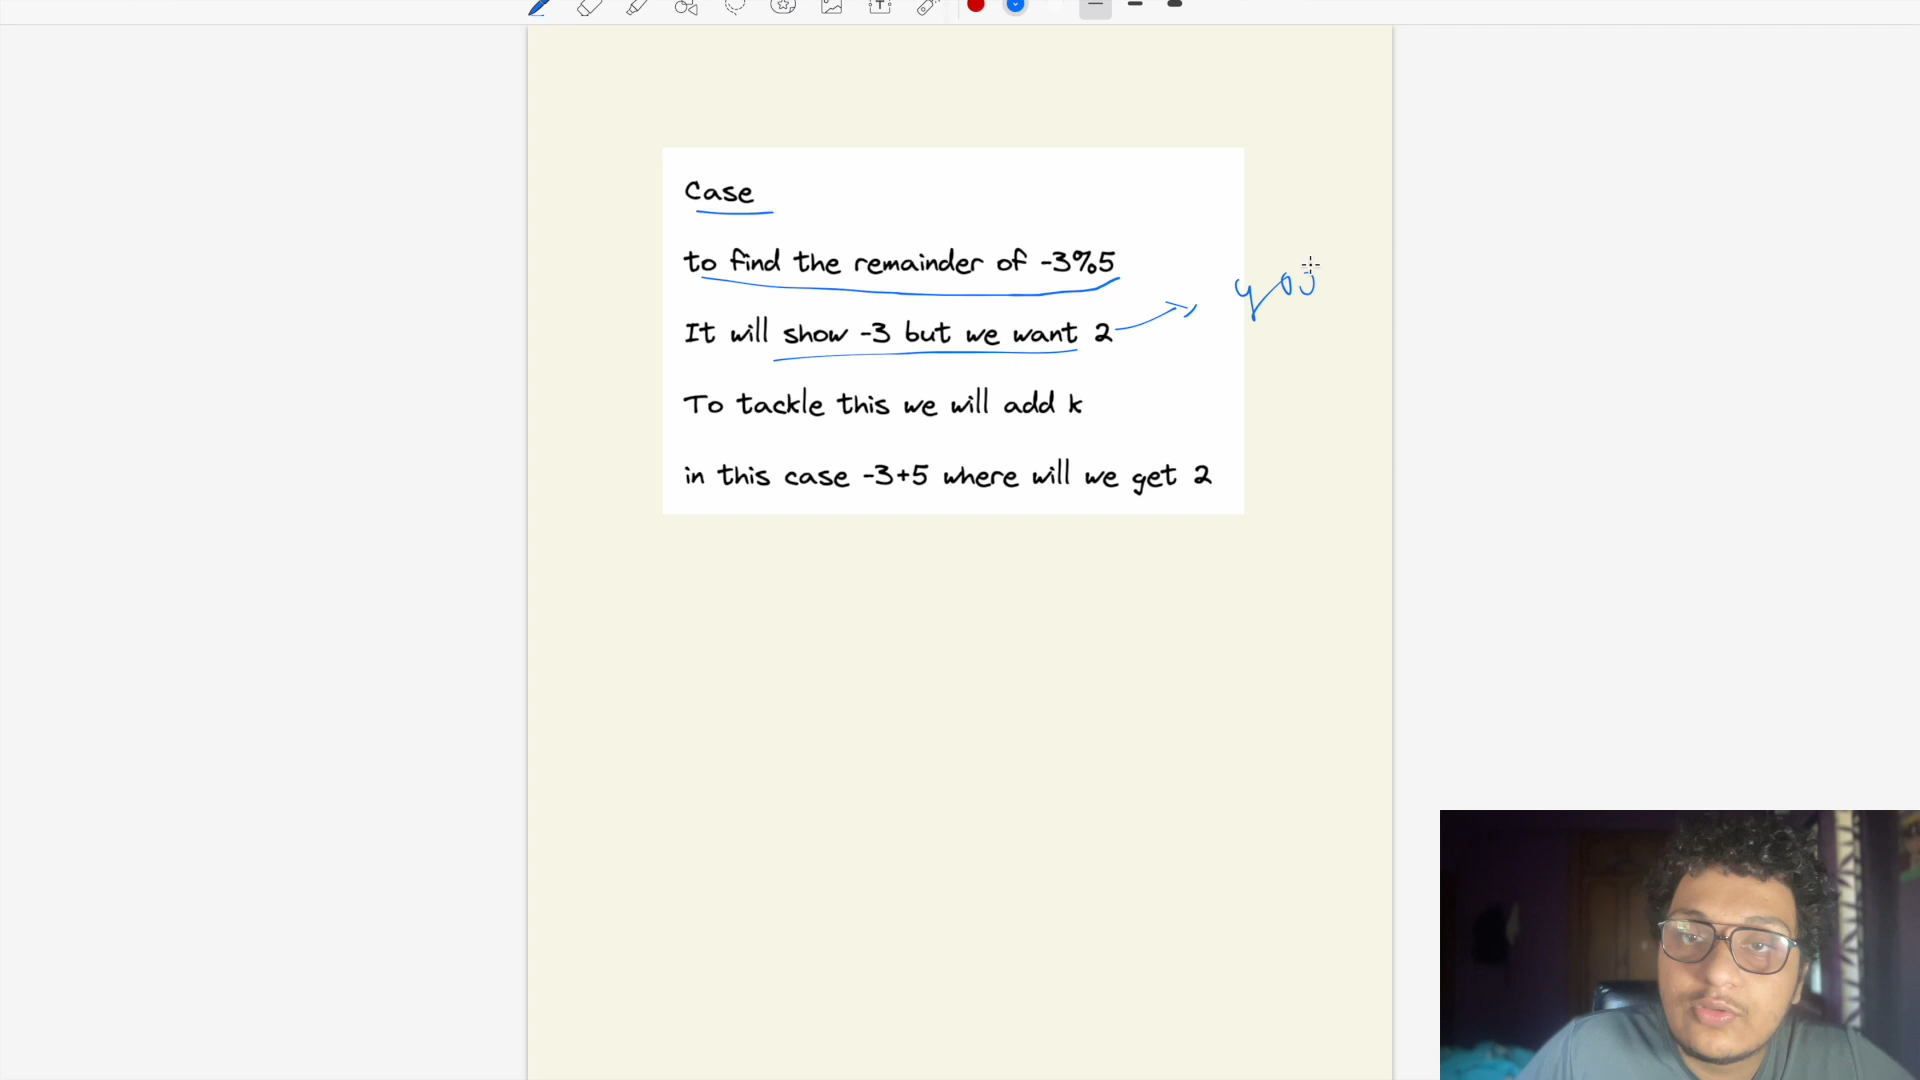 Case
to find the remainder of -3%5
It will show -3 but we want 2
To tackle this we will add k
in this case -3+5 where will we get 2